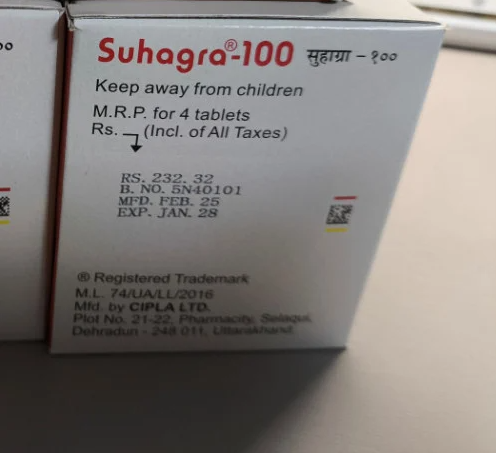 ००
Suhagra®-100 सुहाग्रा – १००
Keep away from children
M.R.P. for 4 tablets
Rs. (Incl. of All Taxes)
RS. 232. 32
B. NO. 5N40101
MFD. FEB. 25
EXP. JAN. 28
® Registered Trademark
M.L. 74/UA/LL/2016
Mfd. by CIPLA LTD.
Plot No. 21-22, Pharmacity, Selaqui,
Dehradun - 248 011, Uttarakhand